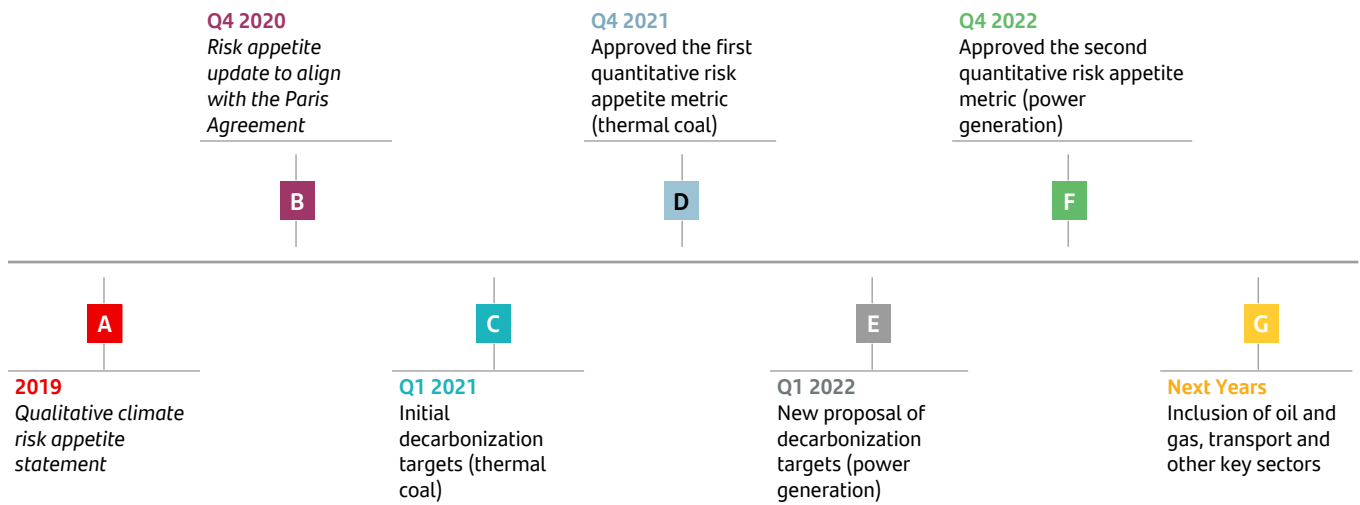 Q4 2020
Risk appetite
update to align
with the Paris
Agreement
Q4 2021
Approved the first
quantitative risk
appetite metric
(thermal coal)
Q4 2022
Approved the second
quantitative risk appetite
metric (power
generation)
B
D
F
A
C
E
G
2019
Qualitative climate
risk appetite
statement
Q1 2021
Initial
decarbonization
targets (thermal
coal)
Q1 2022
New proposal of
decarbonization
targets (power
generation)
Next Years
Inclusion of oil and
gas, transport and
other key sectors